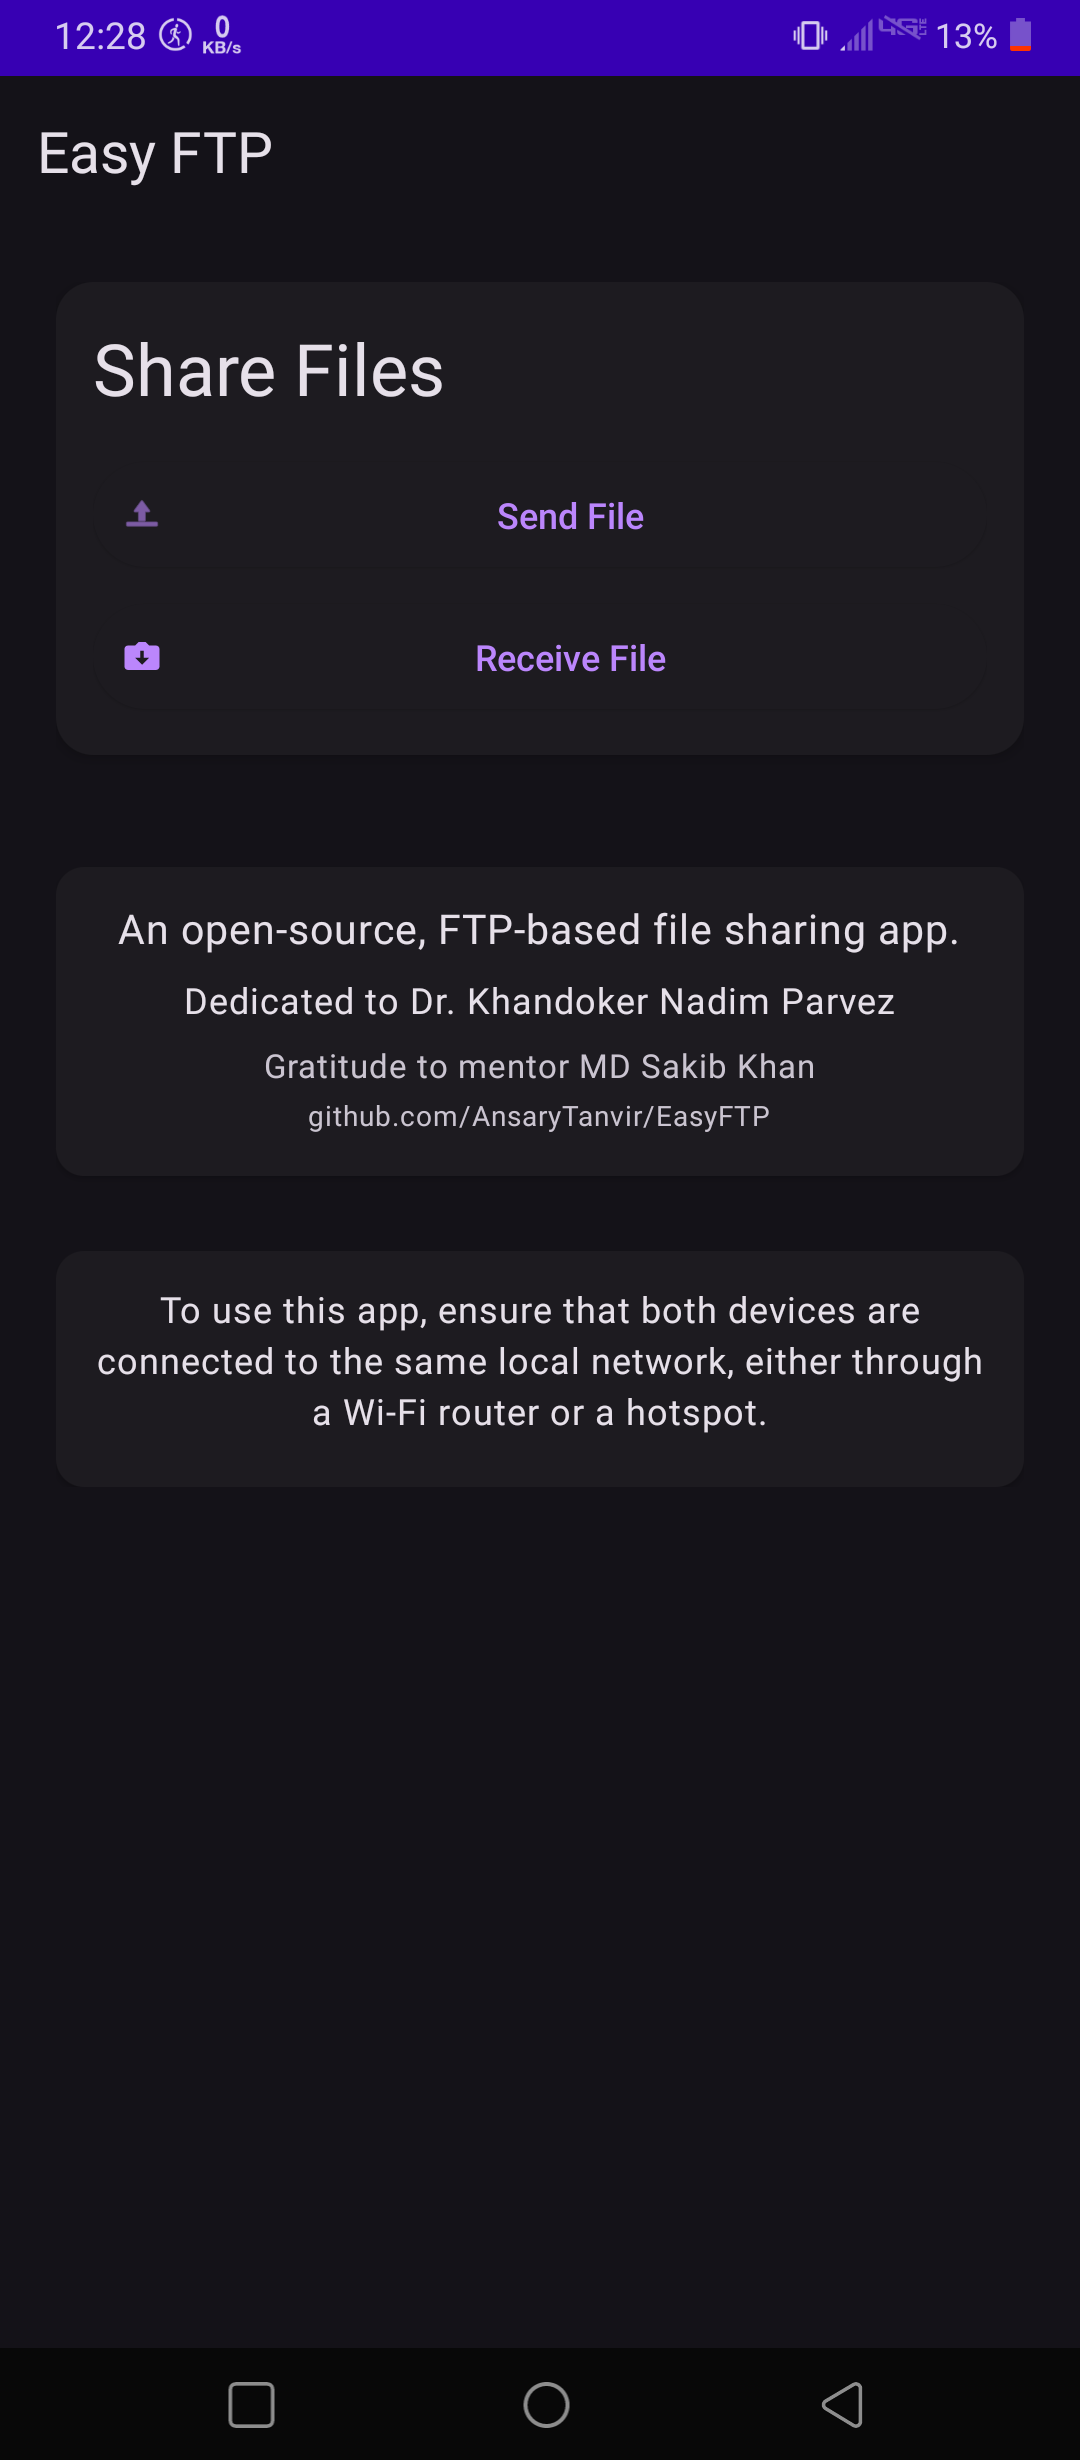 12:28 0 KB/s 13%
Easy FTP
Share Files
Send File
Receive File
An open-source, FTP-based file sharing app.
Dedicated to Dr. Khandoker Nadim Parvez
Gratitude to mentor MD Sakib Khan
github.com/AnsaryTanvir/EasyFTP
To use this app, ensure that both devices are
connected to the same local network, either through
a Wi-Fi router or a hotspot.